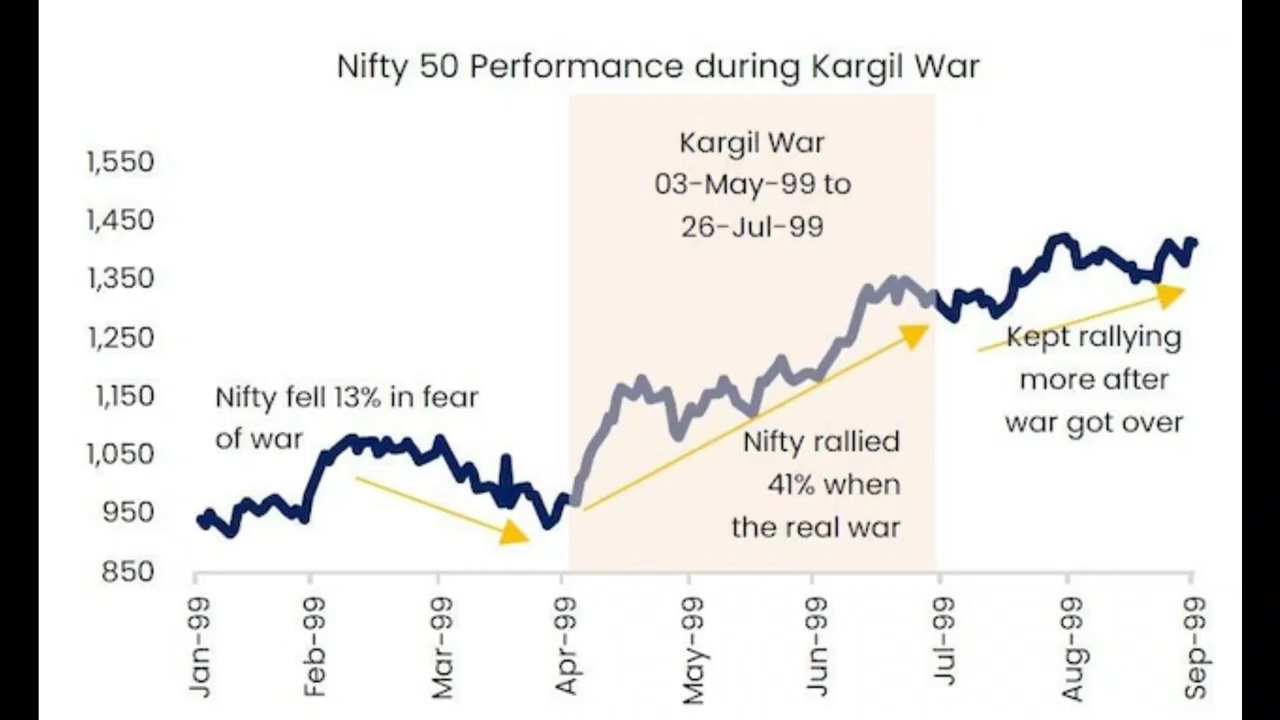 Nifty 50 Performance during Kargil War
Kargil War
03-May-99 to
26-Jul-99
1,550
1,450
1,350
1,250
1,150
1,050
950
850
Nifty fell 13% in fear
of war
Nifty rallied
41% when
the real war
Kept rallying
more after
war got over
Jan-99
Feb-99
Mar-99
Apr-99
May-99
Jun-99
Jul-99
Aug-99
Sep-99